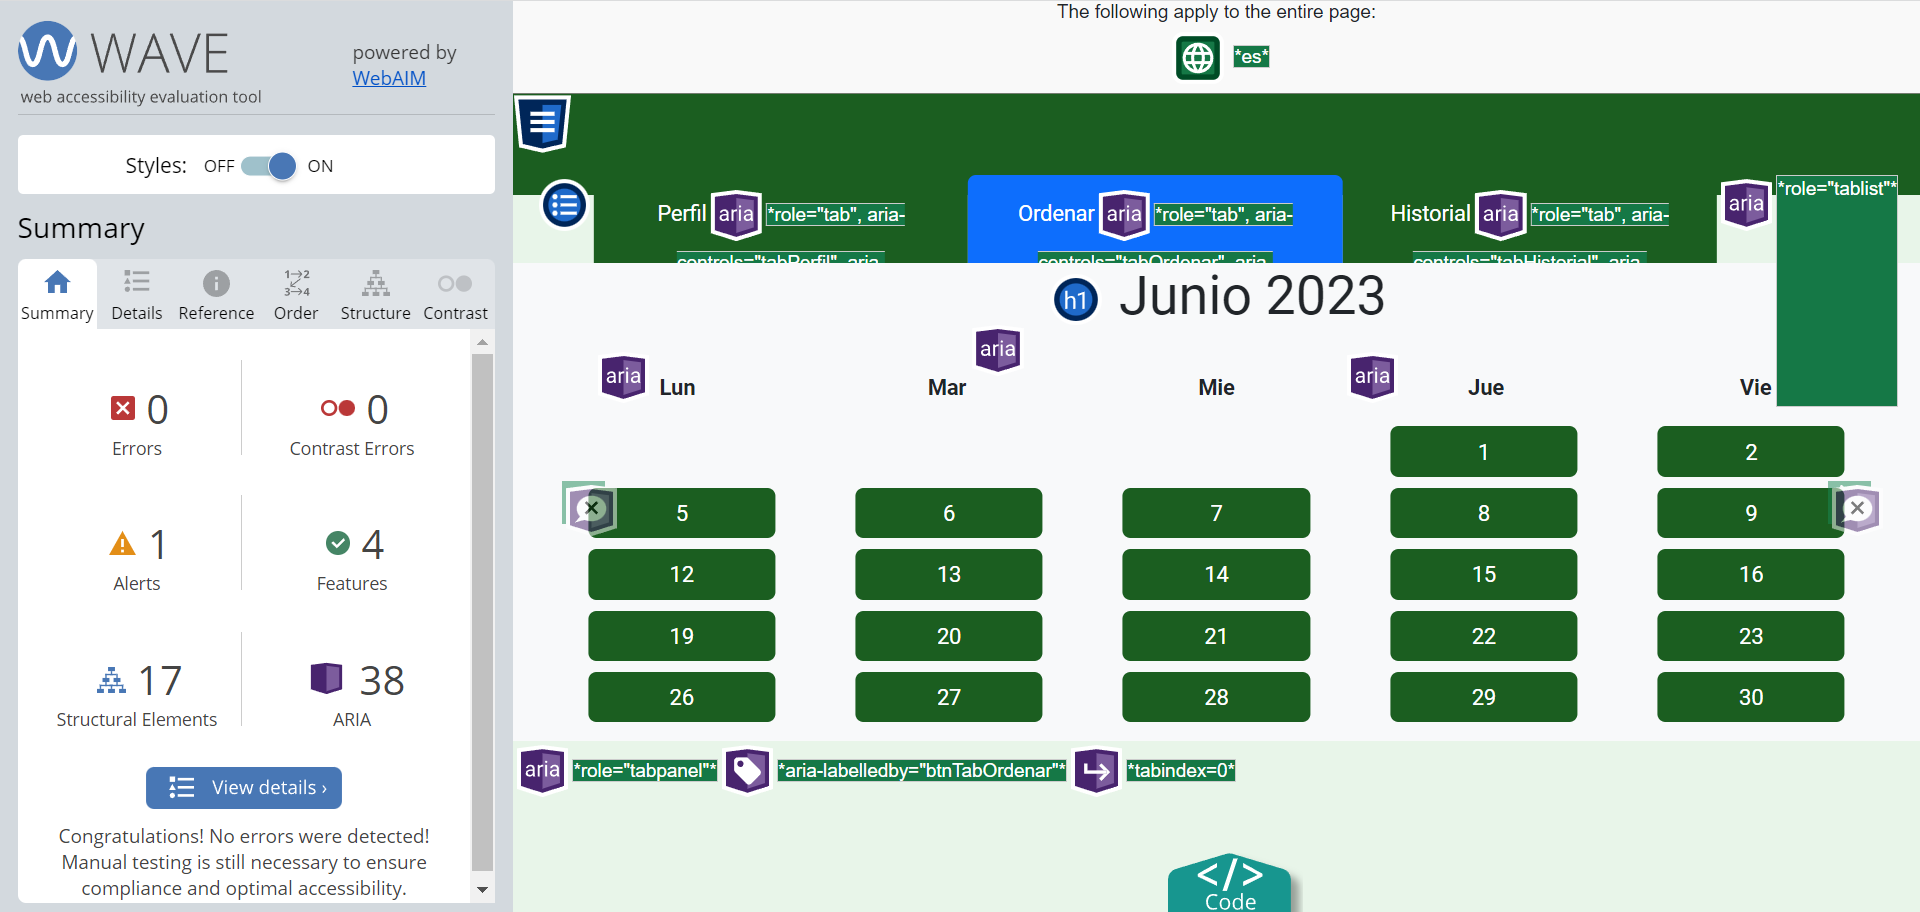 WAVE
web accessibility evaluation tool
powered by
WebAIM
Styles: OFF ON
Summary
Summary Details Reference Order Structure Contrast
0 Errors
0 Contrast Errors
1 Alerts
4 Features
17 Structural Elements
38 ARIA
View details ›
Congratulations! No errors were detected!
Manual testing is still necessary to ensure
compliance and optimal accessibility.
The following apply to the entire page:
*es*
Perfil aria *role="tab", aria-
controls="tabPerfil", aria-
Ordenar aria *role="tab", aria-
controls="tabOrdenar", aria-
Historial aria *role="tab", aria-
controls="tabHistorial", aria-
aria *role="tablist"*
h1 Junio 2023
aria aria aria
Lun Mar Mie Jue Vie
1 2
5 6 7 8 9
12 13 14 15 16
19 20 21 22 23
26 27 28 29 30
aria *role="tabpanel"* *aria-labelledby="btnTabOrdenar"* *tabindex=0*
</>
Code